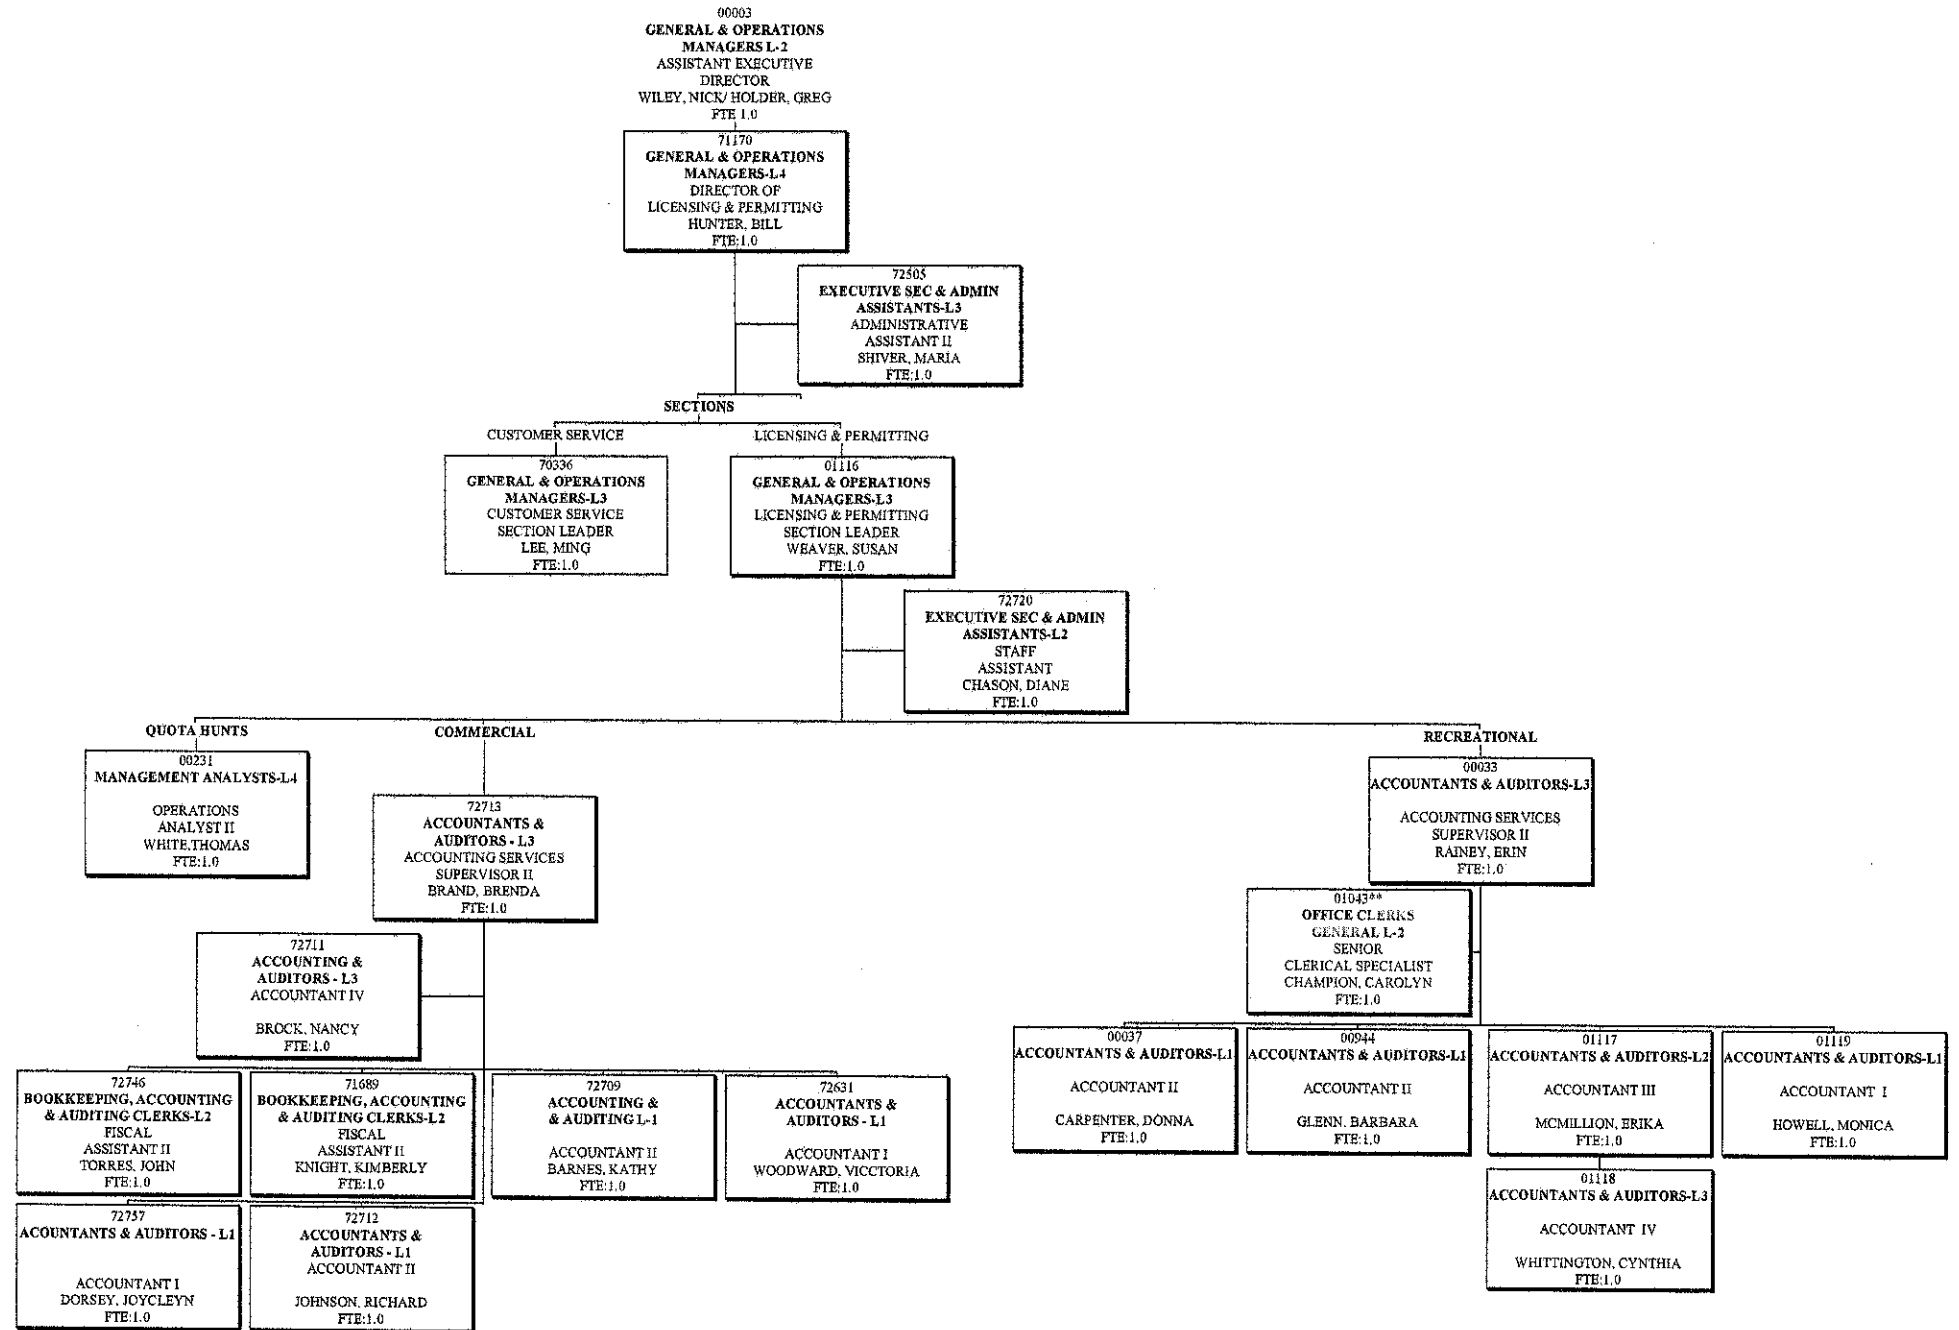 00003
GENERAL & OPERATIONS
MANAGERS L-2
ASSISTANT EXECUTIVE
DIRECTOR
WILEY, NICK/ HOLDER, GREG
FTE 1.0
71170
GENERAL & OPERATIONS
MANAGERS-L4
DIRECTOR OF
LICENSING & PERMITTING
HUNTER, BILL
FTE:1.0
72505
EXECUTIVE SEC & ADMIN
ASSISTANTS-L3
ADMINISTRATIVE
ASSISTANT II
SHIVER, MARIA
FTE:1.0
SECTIONS
CUSTOMER SERVICE
70336
GENERAL & OPERATIONS
MANAGERS-L3
CUSTOMER SERVICE
SECTION LEADER
LEE, MING
FTE:1.0
LICENSING & PERMITTING
01116
GENERAL & OPERATIONS
MANAGERS-L3
LICENSING & PERMITTING
SECTION LEADER
WEAVER, SUSAN
FTE:1.0
72720
EXECUTIVE SEC & ADMIN
ASSISTANTS-L2
STAFF
ASSISTANT
CHASON, DIANE
FTE:1.0
QUOTA HUNTS
00231
MANAGEMENT ANALYSTS-L4
OPERATIONS
ANALYST II
WHITE,THOMAS
FTE:1.0
COMMERCIAL
72713
ACCOUNTANTS &
AUDITORS - L3
ACCOUNTING SERVICES
SUPERVISOR II
BRAND, BRENDA
FTE:1.0
72711
ACCOUNTING &
AUDITORS - L3
ACCOUNTANT IV
BROCK, NANCY
FTE:1.0
72746
BOOKKEEPING, ACCOUNTING
& AUDITING CLERKS-L2
FISCAL
ASSISTANT II
TORRES, JOHN
FTE:1.0
71689
BOOKKEEPING, ACCOUNTING
& AUDITING CLERKS-L2
FISCAL
ASSISTANT II
KNIGHT, KIMBERLY
FTE:1.0
72709
ACCOUNTING &
& AUDITING L-1
ACCOUNTANT II
BARNES, KATHY
FTE:1.0
72631
ACCOUNTANTS &
AUDITORS - L1
ACCOUNTANT I
WOODWARD, VICCTORIA
FTE:1.0
72757
ACOUNTANTS & AUDITORS - L1
ACCOUNTANT I
DORSEY, JOYCLEYN
FTE:1.0
72712
ACCOUNTANTS &
AUDITORS - L1
ACCOUNTANT II
JOHNSON, RICHARD
FTE:1.0
RECREATIONAL
00033
ACCOUNTANTS & AUDITORS-L3
ACCOUNTING SERVICES
SUPERVISOR II
RAINEY, ERIN
FTE:1.0
01043**
OFFICE CLERKS
GENERAL L-2
SENIOR
CLERICAL SPECIALIST
CHAMPION, CAROLYN
FTE:1.0
00037
ACCOUNTANTS & AUDITORS-L1
ACCOUNTANT II
CARPENTER, DONNA
FTE:1.0
00944
ACCOUNTANTS & AUDITORS-L1
ACCOUNTANT II
GLENN, BARBARA
FTE:1.0
01117
ACCOUNTANTS & AUDITORS-L2
ACCOUNTANT III
MCMILLION, ERIKA
FTE:1.0
01119
ACCOUNTANTS & AUDITORS-L1
ACCOUNTANT I
HOWELL, MONICA
FTE:1.0
01118
ACCOUNTANTS & AUDITORS-L3
ACCOUNTANT IV
WHITTINGTON, CYNTHIA
FTE:1.0